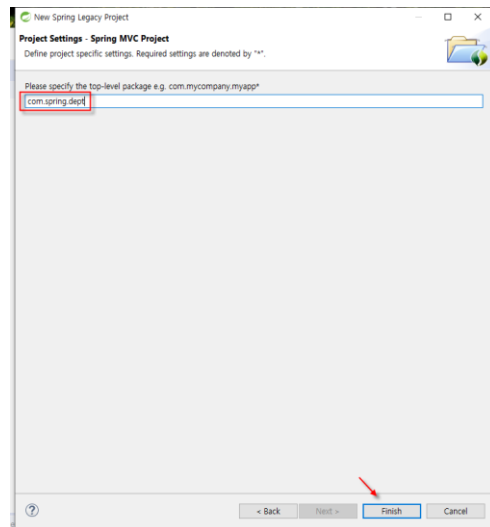 New Spring Legacy Project
Project Settings - Spring MVC Project
Define project specific settings. Required settings are denoted by "*".
Please specify the top-level package e.g. com.mycompany.myapp*
com.spring.dept
< Back Next > Finish Cancel